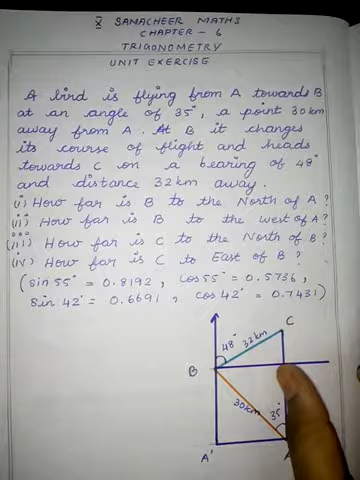 X SAMACHEER MATHS
CHAPTER - 6
TRIGONOMETRY
UNIT EXERCISE
A bird is flying from A towards B
at an angle of 35°, a point 30 km
away from A. At B it changes
its course of flight and heads
towards C on a bearing of 48°
and distance 32 km away.
(i) How far is B to the North of A?
(ii) How far is B to the West of A?
(iii) How far is C to the North of B?
(iv) How far is C to East of B?
(sin 55° = 0.8192, cos 55° = 0.5736,
sin 42° = 0.6691, cos 42° = 0.7431)
C
48° 32 km
B
30 km 35°
A' A